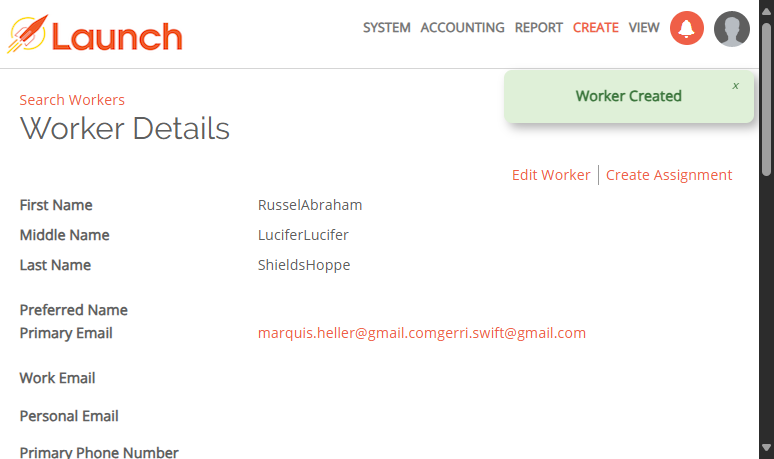 Launch
SYSTEM ACCOUNTING REPORT CREATE VIEW
Worker Created
x
Search Workers
Worker Details
Edit Worker Create Assignment
First Name RusselAbraham
Middle Name LuciferLucifer
Last Name ShieldsHoppe
Preferred Name
Primary Email marquis.heller@gmail.comgerri.swift@gmail.com
Work Email
Personal Email
Primary Phone Number